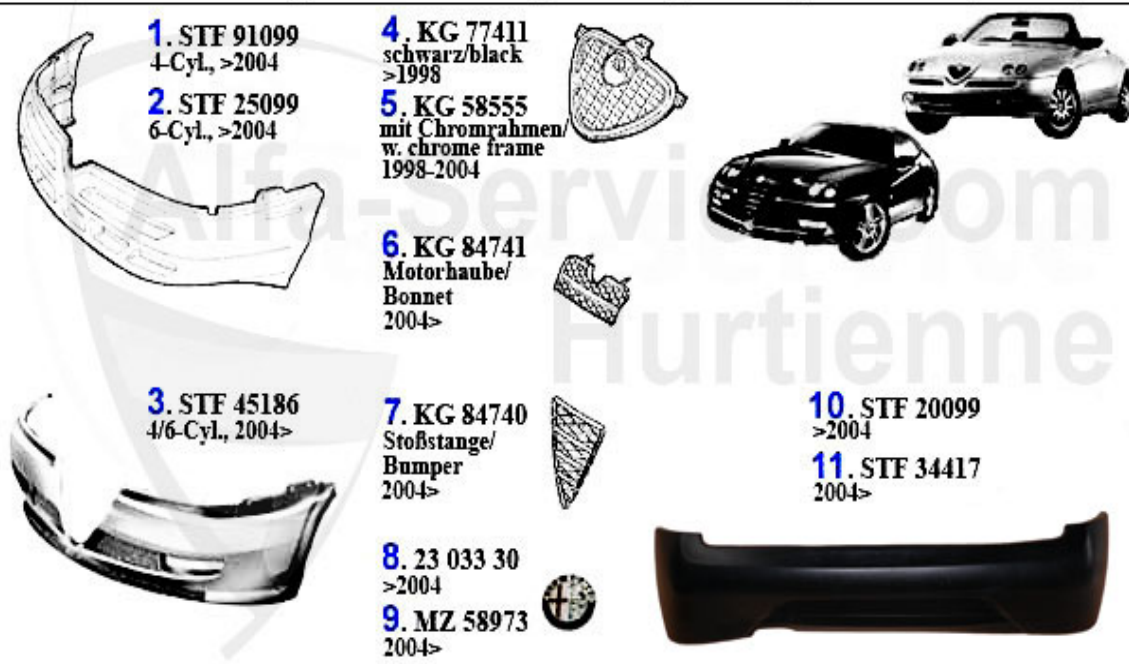 1. STF 91099
4-Cyl., >2004
2. STF 25099
6-Cyl., >2004
3. STF 45186
4/6-Cyl., 2004>
4. KG 77411
schwarz/black
>1998
5. KG 58555
mit Chromrahmen/
w. chrome frame
1998-2004
6. KG 84741
Motorhaube/
Bonnet
2004>
7. KG 84740
Stoßstange/
Bumper
2004>
8. 23 033 30
>2004
9. MZ 58973
2004>
10. STF 20099
>2004
11. STF 34417
2004>
Alfa-Service.com
Hurtienne